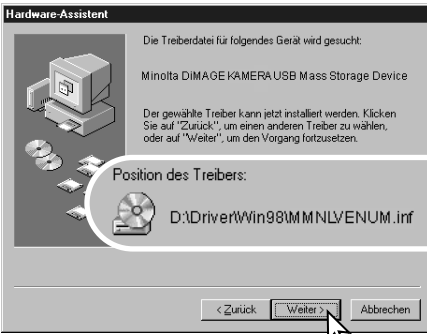 Hardware-Assistent
Die Treiberdatei für folgendes Gerät wird gesucht:
Minolta DiMAGE KAMERA USB Mass Storage Device
Der gewählte Treiber kann jetzt installiert werden. Klicken
Sie auf "Zurück", um einen anderen Treiber zu wählen,
oder auf "Weiter", um den Vorgang fortzusetzen.
Position des Treibers:
D:\Driver\Win98\MMNLVENUM.inf
< Zurück
Weiter >
Abbrechen